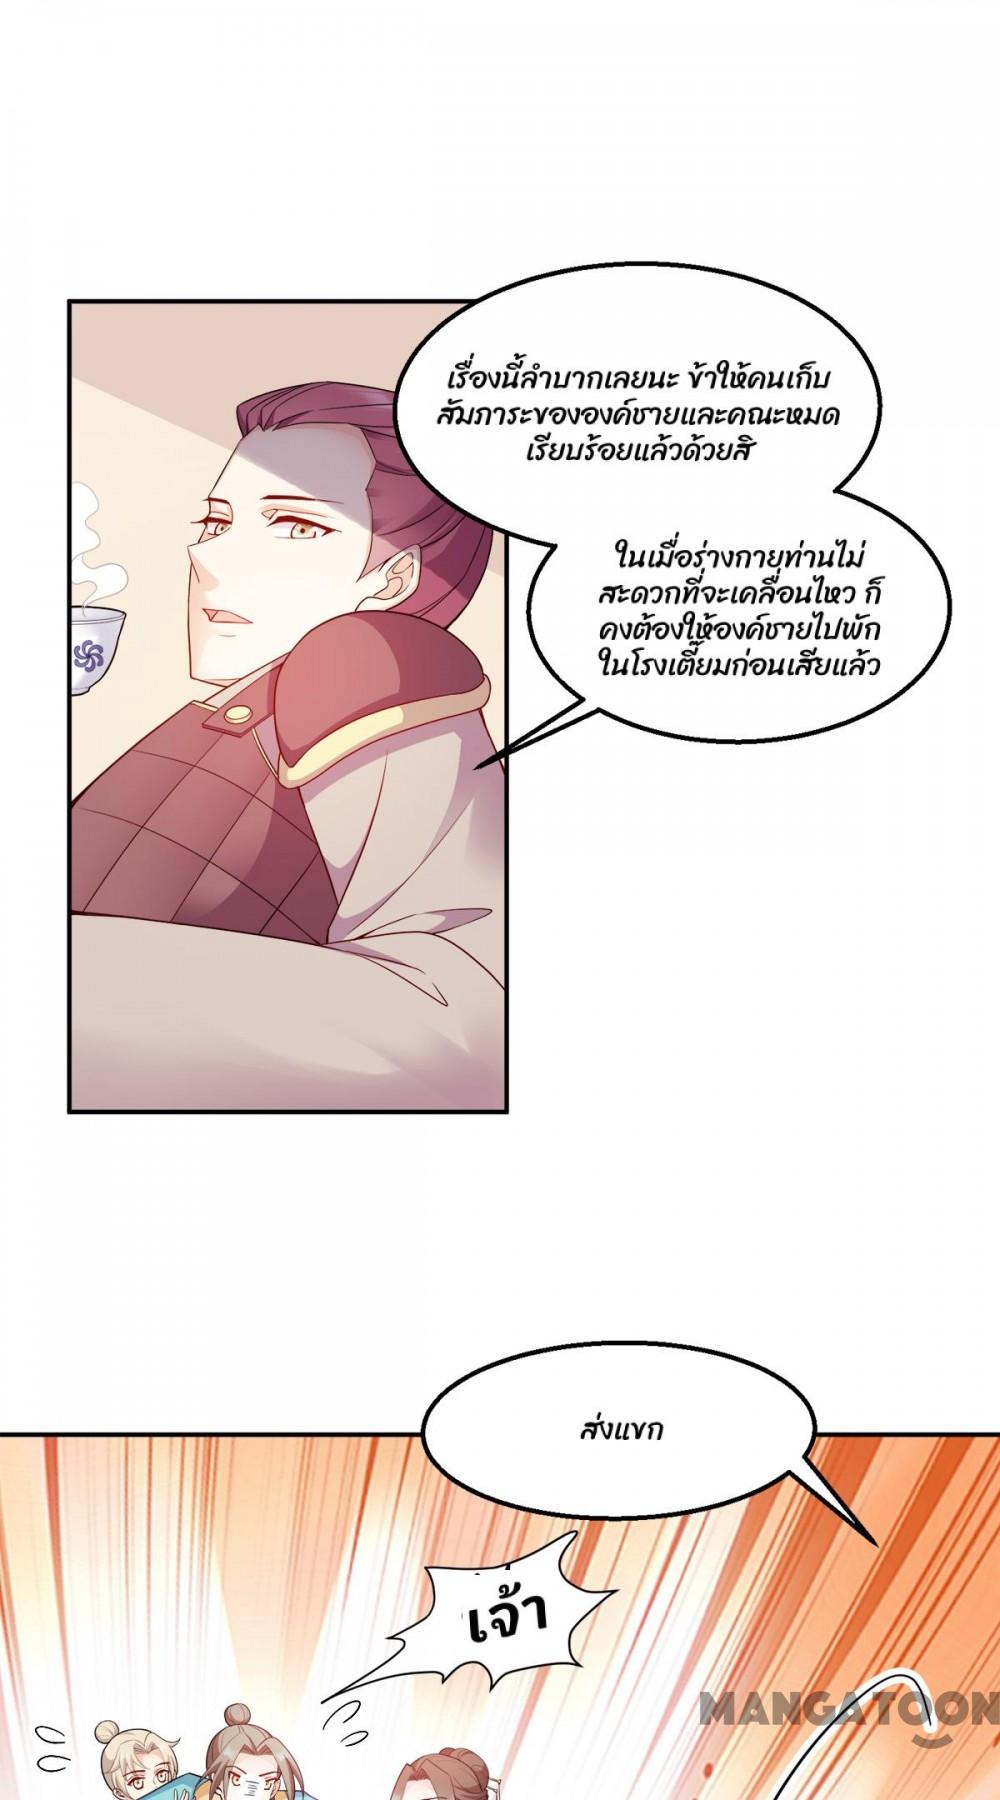 เรื่องนี้ลำบากเลยนะ ข้าให้คนเก็บ
สัมภาระขององค์ชายและคณะหมด
เรียบร้อยแล้วด้วยสิ
ในเมื่อร่างกายท่านไม่
สะดวกที่จะเคลื่อนไหว ก็
คงต้องให้องค์ชายไปพัก
ในโรงเตี๊ยมก่อนเสียแล้ว
ส่งแขก
เจ้า
MANGATOON